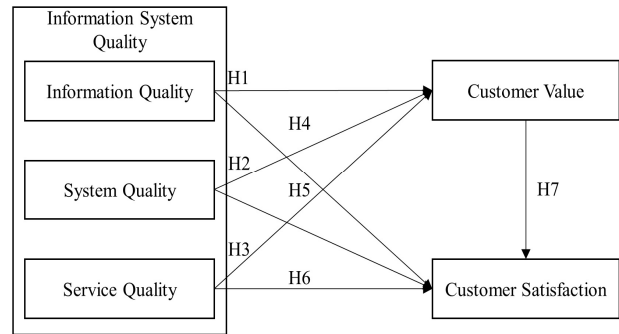 Information System
Quality
Information Quality
H1
Customer Value
H4
H2
System Quality
H5
H7
H3
Service Quality
H6
Customer Satisfaction